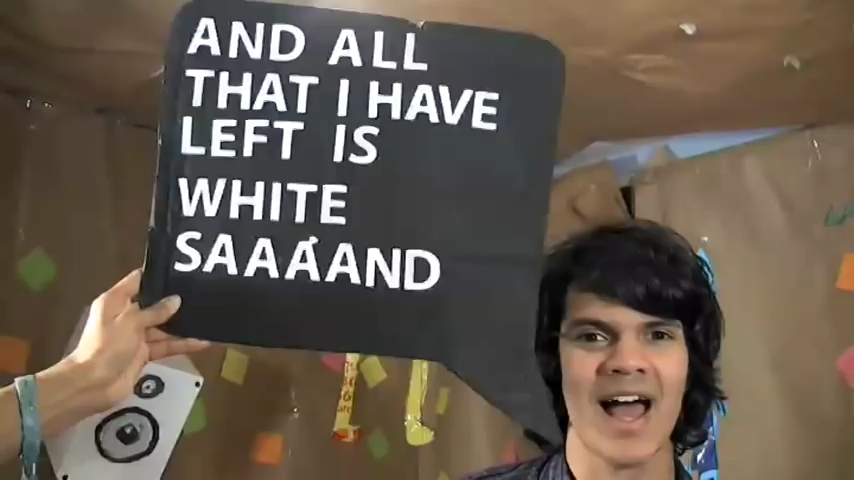 AND ALL
THAT I HAVE
LEFT IS
WHITE
SAAAAND